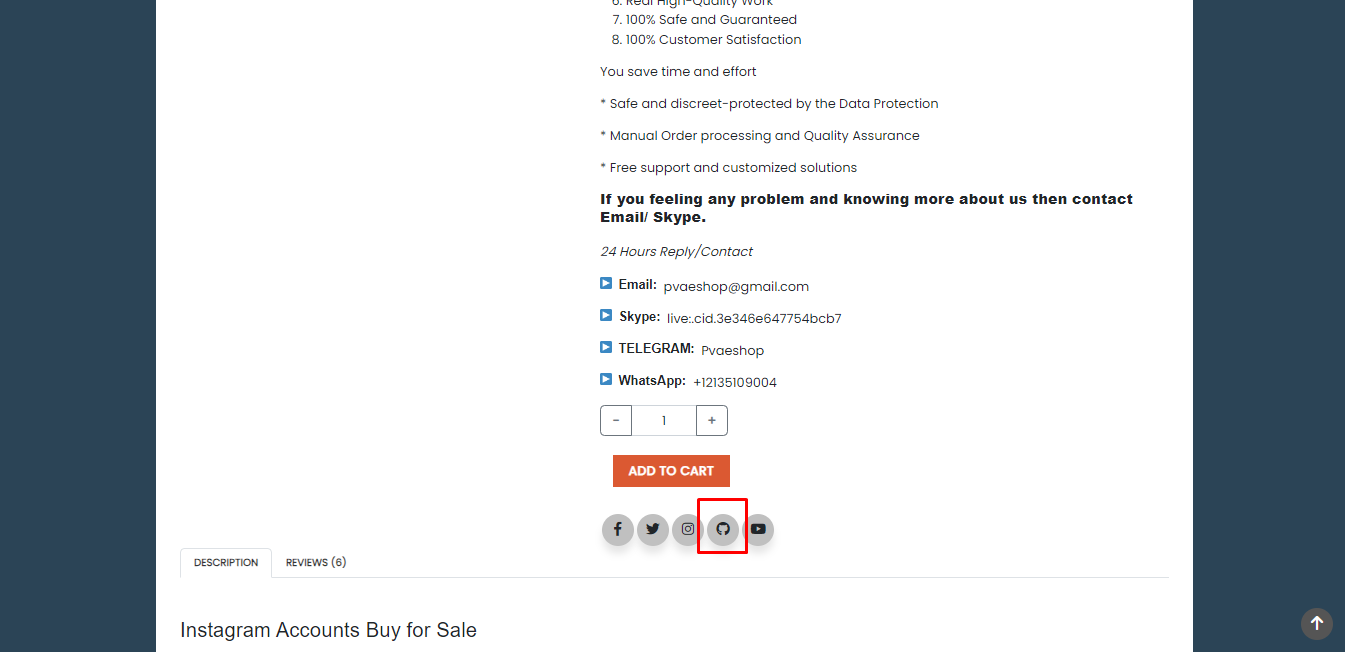 6. Real High-Quality Work
7. 100% Safe and Guaranteed
8. 100% Customer Satisfaction
You save time and effort
* Safe and discreet-protected by the Data Protection
* Manual Order processing and Quality Assurance
* Free support and customized solutions
If you feeling any problem and knowing more about us then contact
Email/ Skype.
24 Hours Reply/Contact
Email: pvaeshop@gmail.com
Skype: live:.cid.3e346e647754bcb7
TELEGRAM: Pvaeshop
WhatsApp: +12135109004
- 1 +
ADD TO CART
DESCRIPTION REVIEWS (6)
Instagram Accounts Buy for Sale